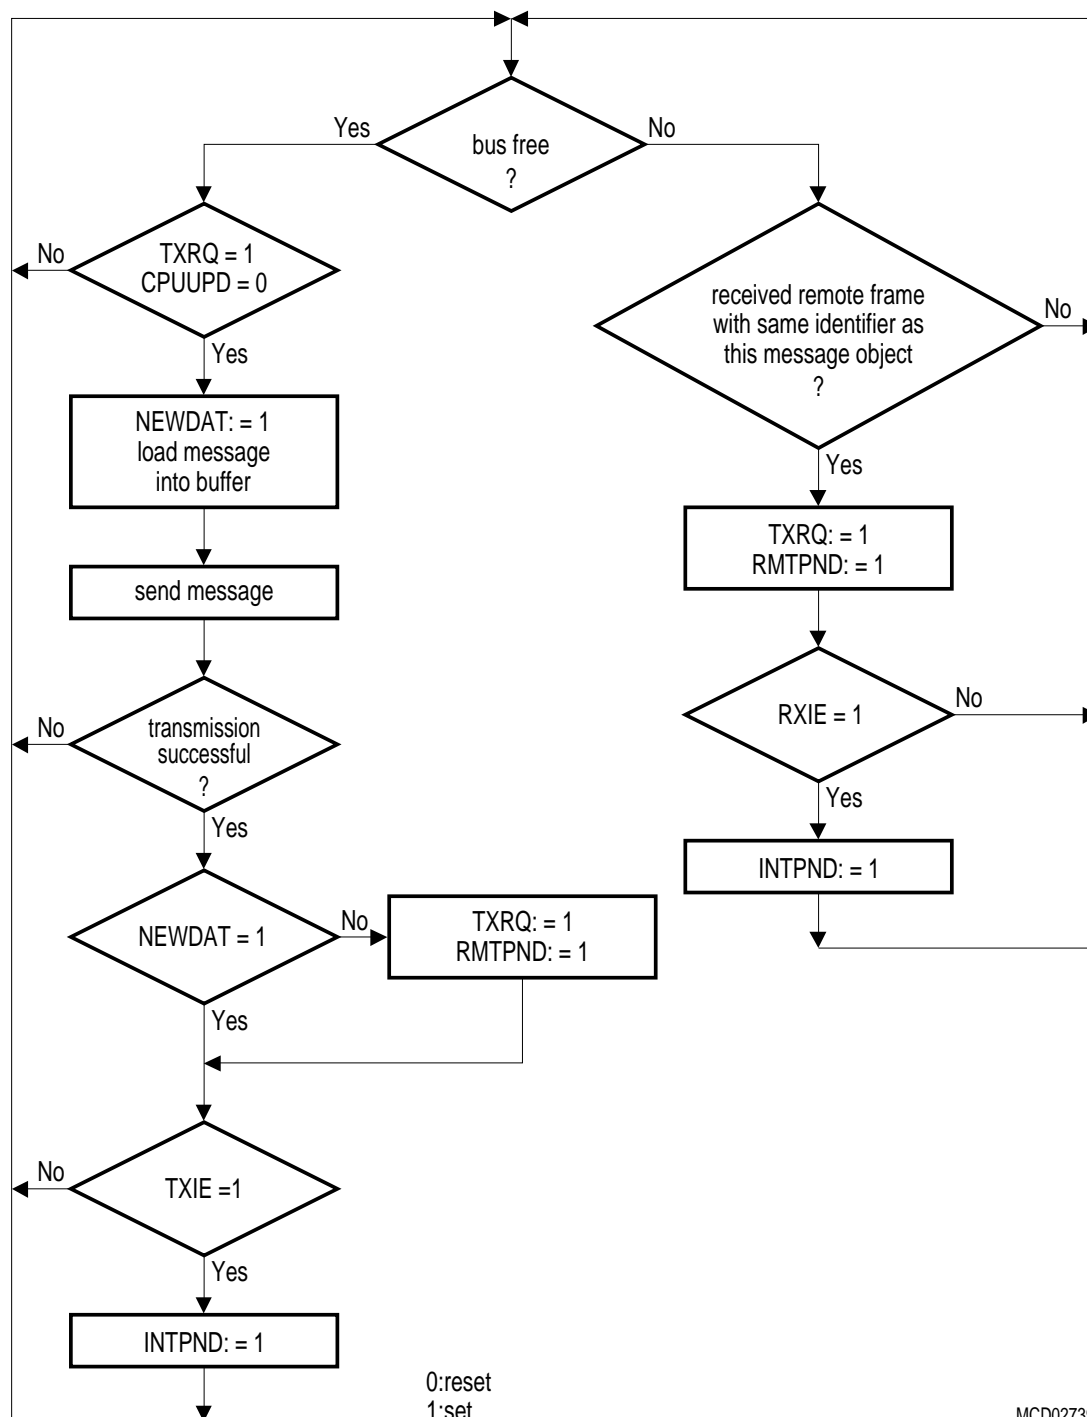 Yes
bus free
?
No
No
TXRQ = 1
CPUUPD = 0
Yes
NEWDAT: = 1
load message
into buffer
send message
No
transmission
successful
?
Yes
NEWDAT = 1
No
TXRQ: = 1
RMTPND: = 1
Yes
No
TXIE =1
Yes
INTPND: = 1
received remote frame
with same identifier as
this message object
?
No
Yes
TXRQ: = 1
RMTPND: = 1
RXIE = 1
No
Yes
INTPND: = 1
0:reset
1:set